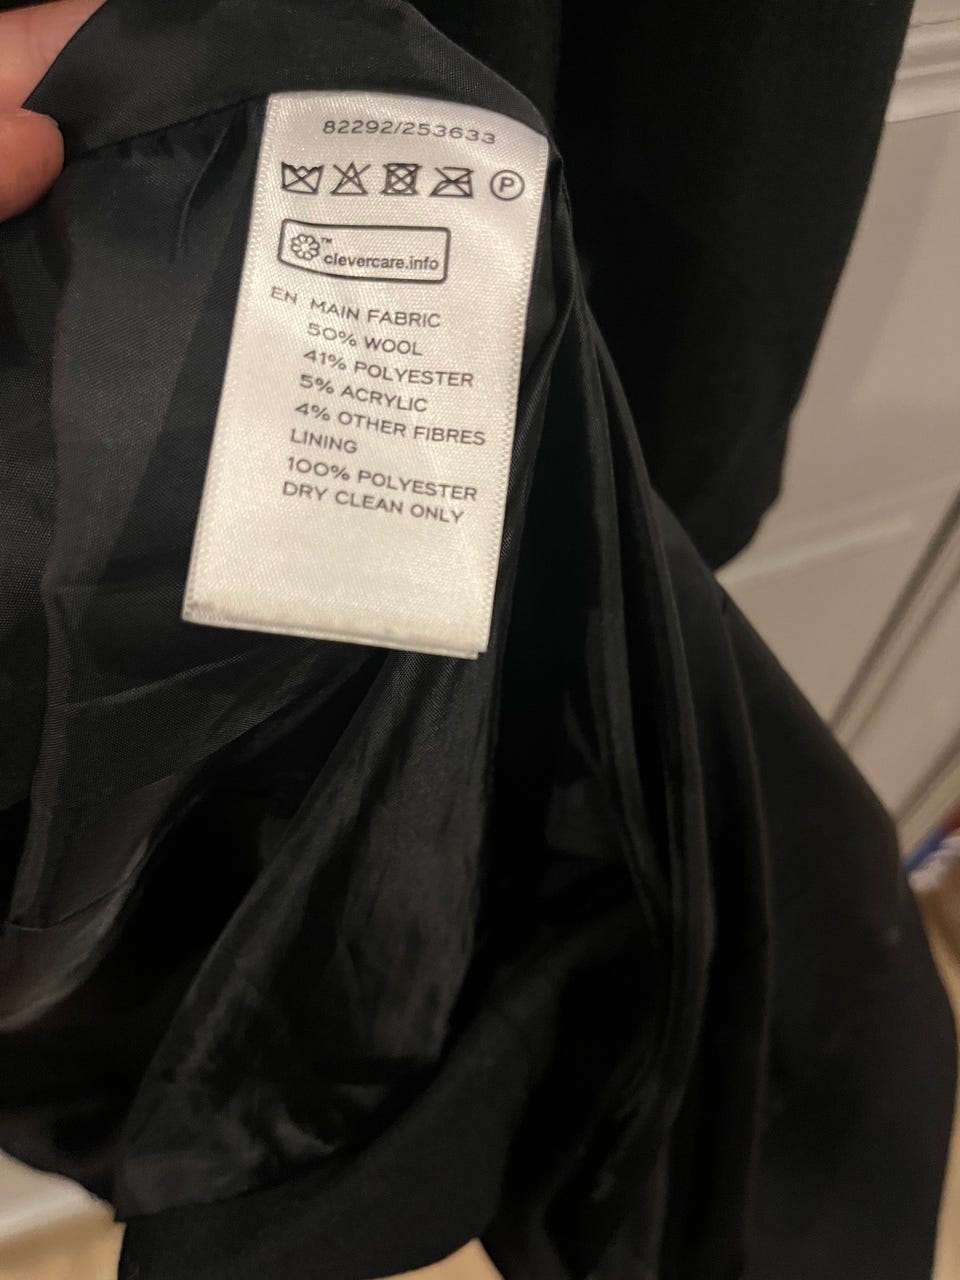 82292/253633
P
™
clevercare.info
EN MAIN FABRIC
50% WOOL
41% POLYESTER
5% ACRYLIC
4% OTHER FIBRES
LINING
100% POLYESTER
DRY CLEAN ONLY